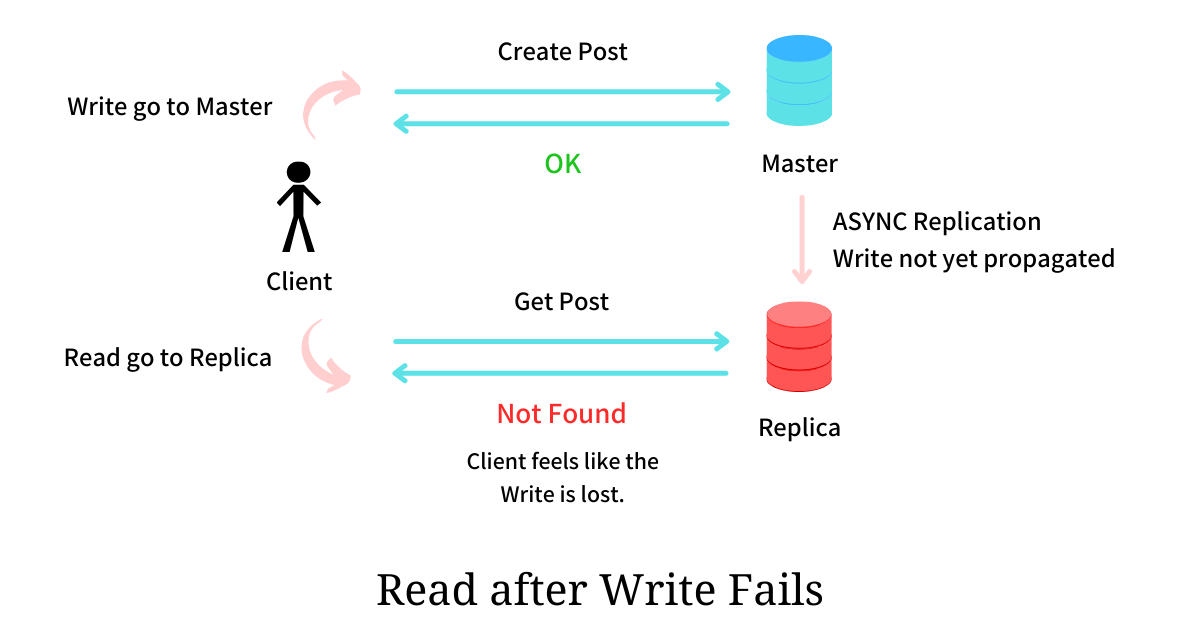 Create Post
Write go to Master
OK
Master
ASYNC Replication
Write not yet propagated
Client
Get Post
Read go to Replica
Not Found
Replica
Client feels like the
Write is lost.
Read after Write Fails